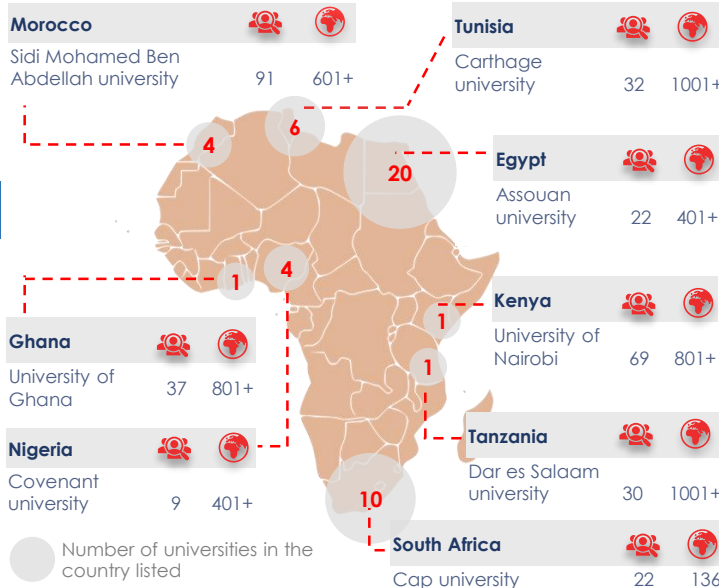 Morocco
Sidi Mohamed Ben
Abdellah university 91 601+
Tunisia
Carthage
university 32 1001+
6
4
20
Egypt
Assouan
university 22 401+
4
1
Kenya
University of
Nairobi 69 801+
1
Ghana
University of
Ghana 37 801+
1
Nigeria
Covenant
university 9 401+
Tanzania
Dar es Salaam
university 30 1001+
10
South Africa
Cap university 22 136
Number of universities in the
country listed